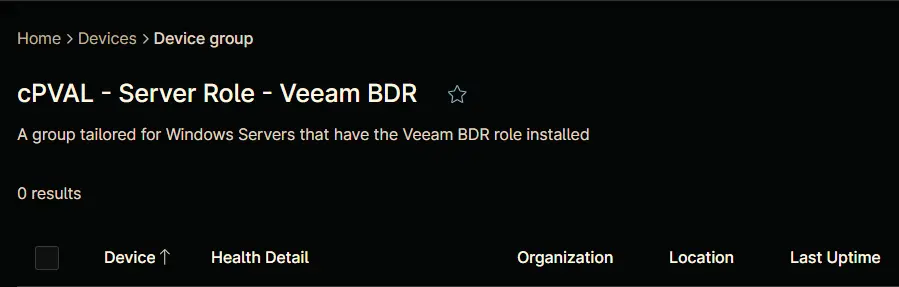 Home > Devices > Device group
cPVAL - Server Role - Veeam BDR
A group tailored for Windows Servers that have the Veeam BDR role installed
0 results
Device ↑ Health Detail Organization Location Last Uptime